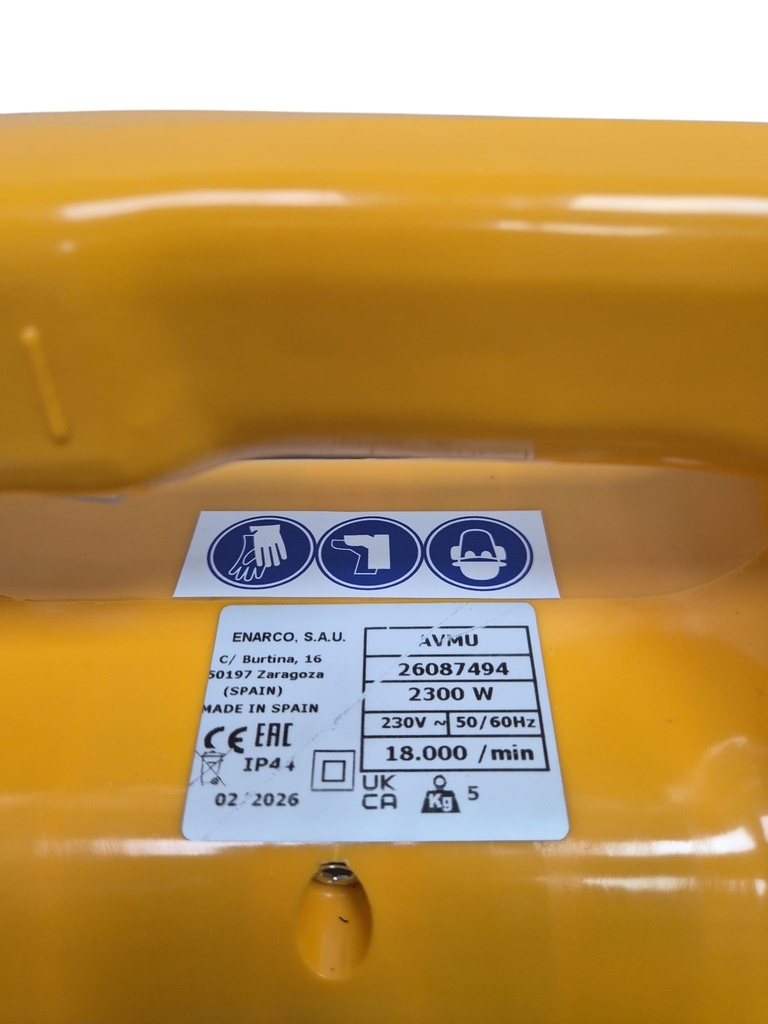 ENARCO, S.A.U.
C/ Burtina, 16
50197 Zaragoza
(SPAIN)
MADE IN SPAIN
CE EAC
IP44
02/2026
AVMU
26087494
2300 W
230V ~ 50/60Hz
18.000 /min
UK
CA
Kg 5